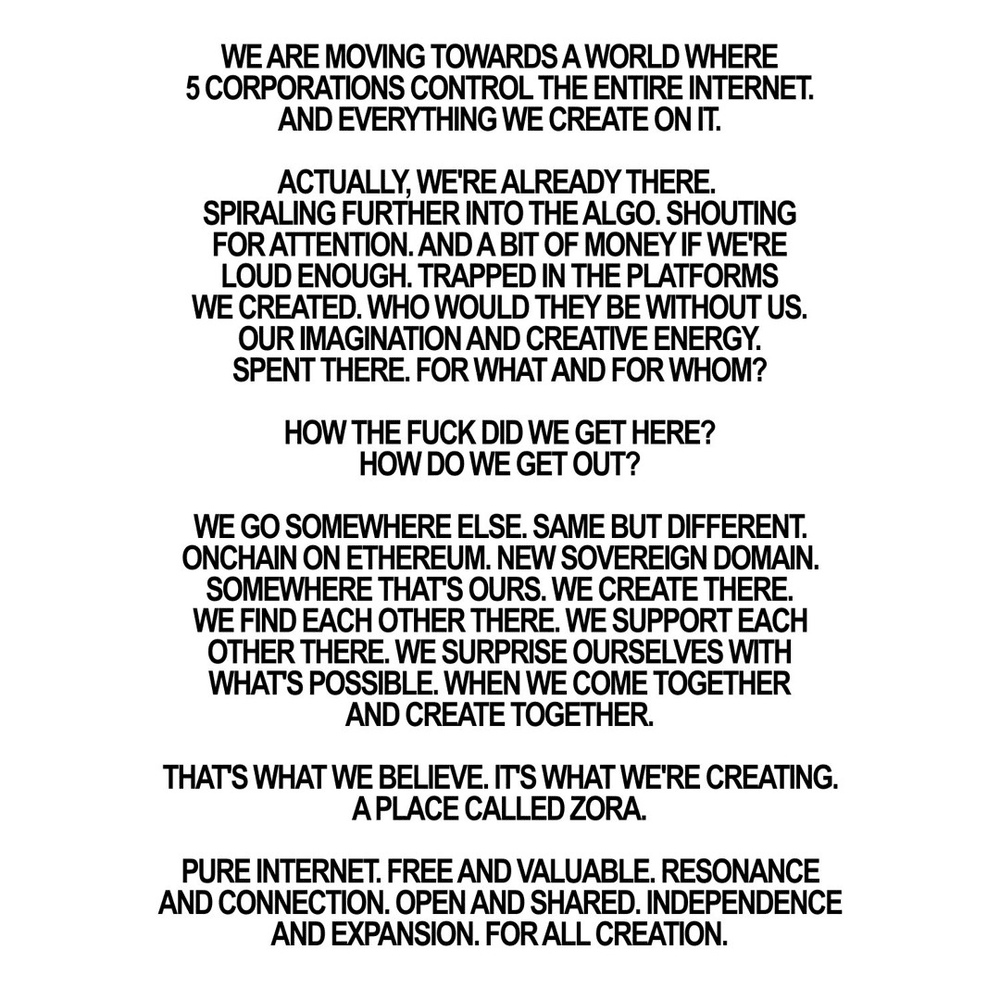 WE ARE MOVING TOWARDS A WORLD WHERE
5 CORPORATIONS CONTROL THE ENTIRE INTERNET.
AND EVERYTHING WE CREATE ON IT.
ACTUALLY, WE'RE ALREADY THERE.
SPIRALING FURTHER INTO THE ALGO. SHOUTING
FOR ATTENTION. AND A BIT OF MONEY IF WE'RE
LOUD ENOUGH. TRAPPED IN THE PLATFORMS
WE CREATED. WHO WOULD THEY BE WITHOUT US.
OUR IMAGINATION AND CREATIVE ENERGY.
SPENT THERE. FOR WHAT AND FOR WHOM?
HOW THE FUCK DID WE GET HERE?
HOW DO WE GET OUT?
WE GO SOMEWHERE ELSE. SAME BUT DIFFERENT.
ONCHAIN ON ETHEREUM. NEW SOVEREIGN DOMAIN.
SOMEWHERE THAT'S OURS. WE CREATE THERE.
WE FIND EACH OTHER THERE. WE SUPPORT EACH
OTHER THERE. WE SURPRISE OURSELVES WITH
WHAT'S POSSIBLE. WHEN WE COME TOGETHER
AND CREATE TOGETHER.
THAT'S WHAT WE BELIEVE. IT'S WHAT WE'RE CREATING.
A PLACE CALLED ZORA.
PURE INTERNET. FREE AND VALUABLE. RESONANCE
AND CONNECTION. OPEN AND SHARED. INDEPENDENCE
AND EXPANSION. FOR ALL CREATION.